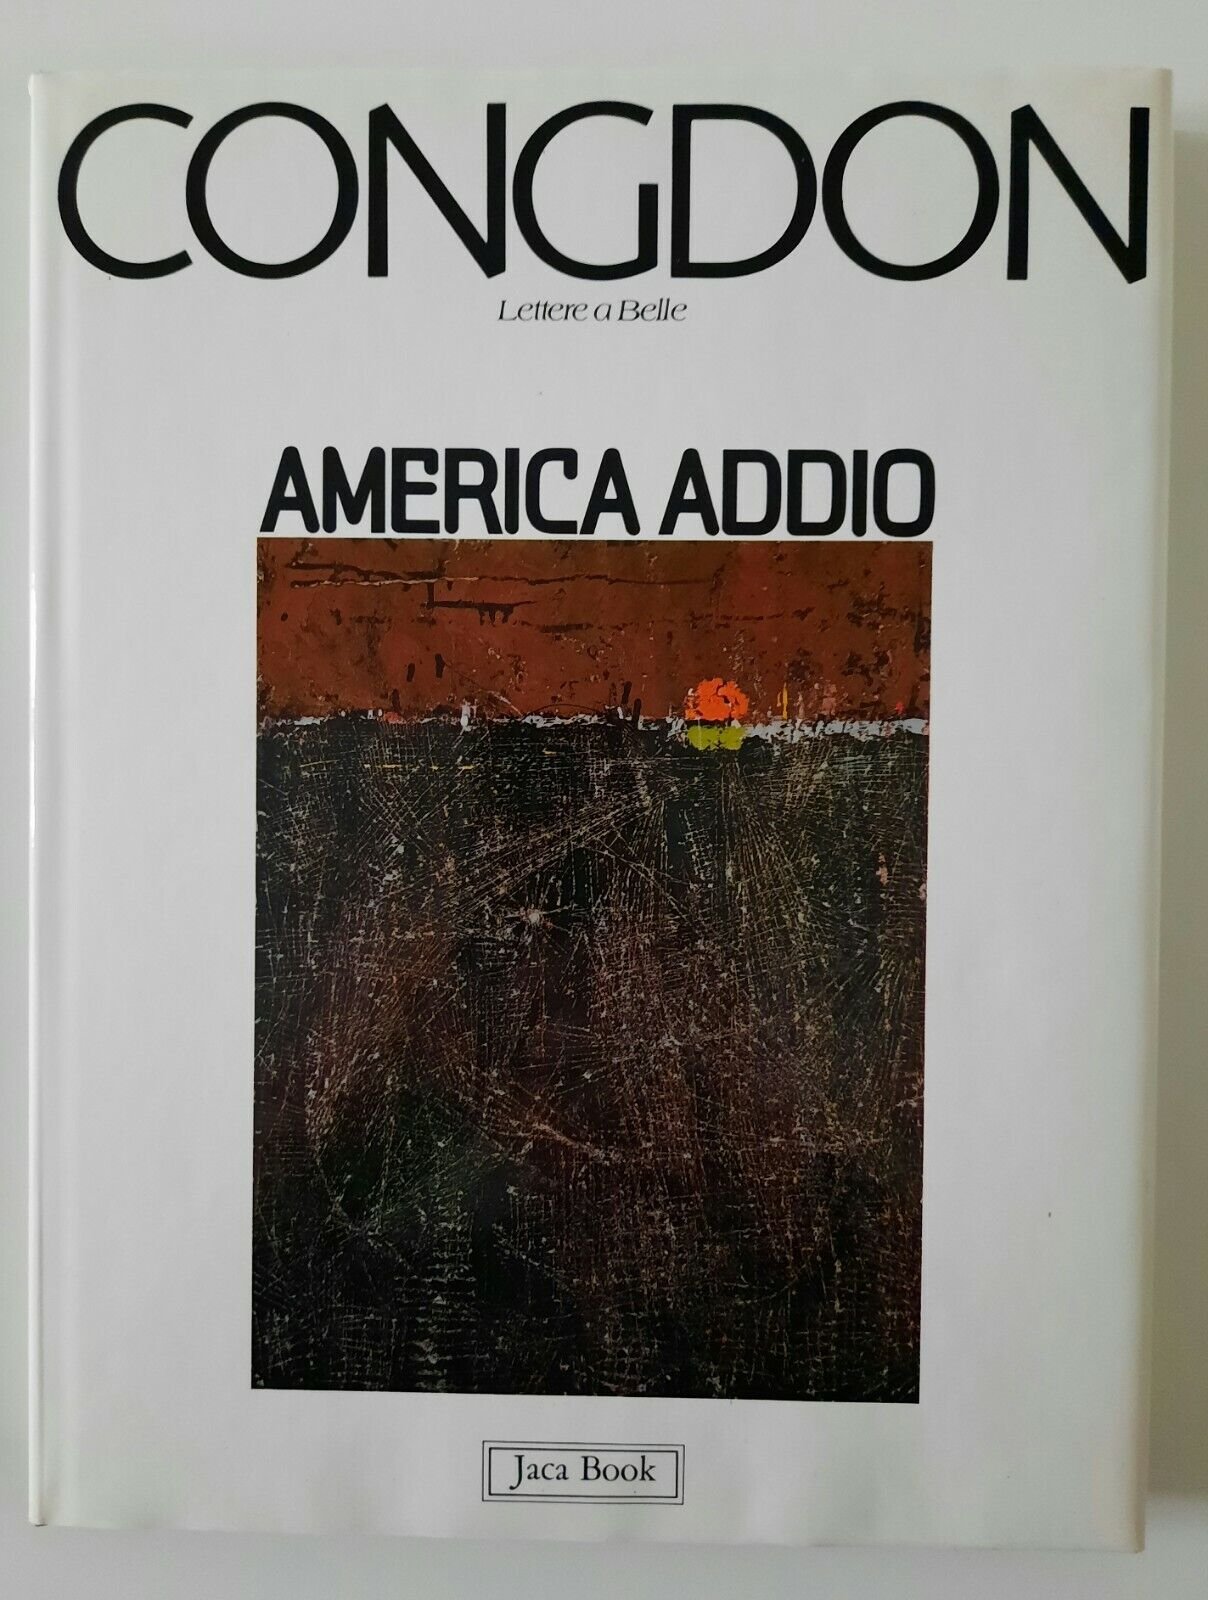 CONGDON
Lettere a Belle
AMERICA ADDIO
Jaca Book